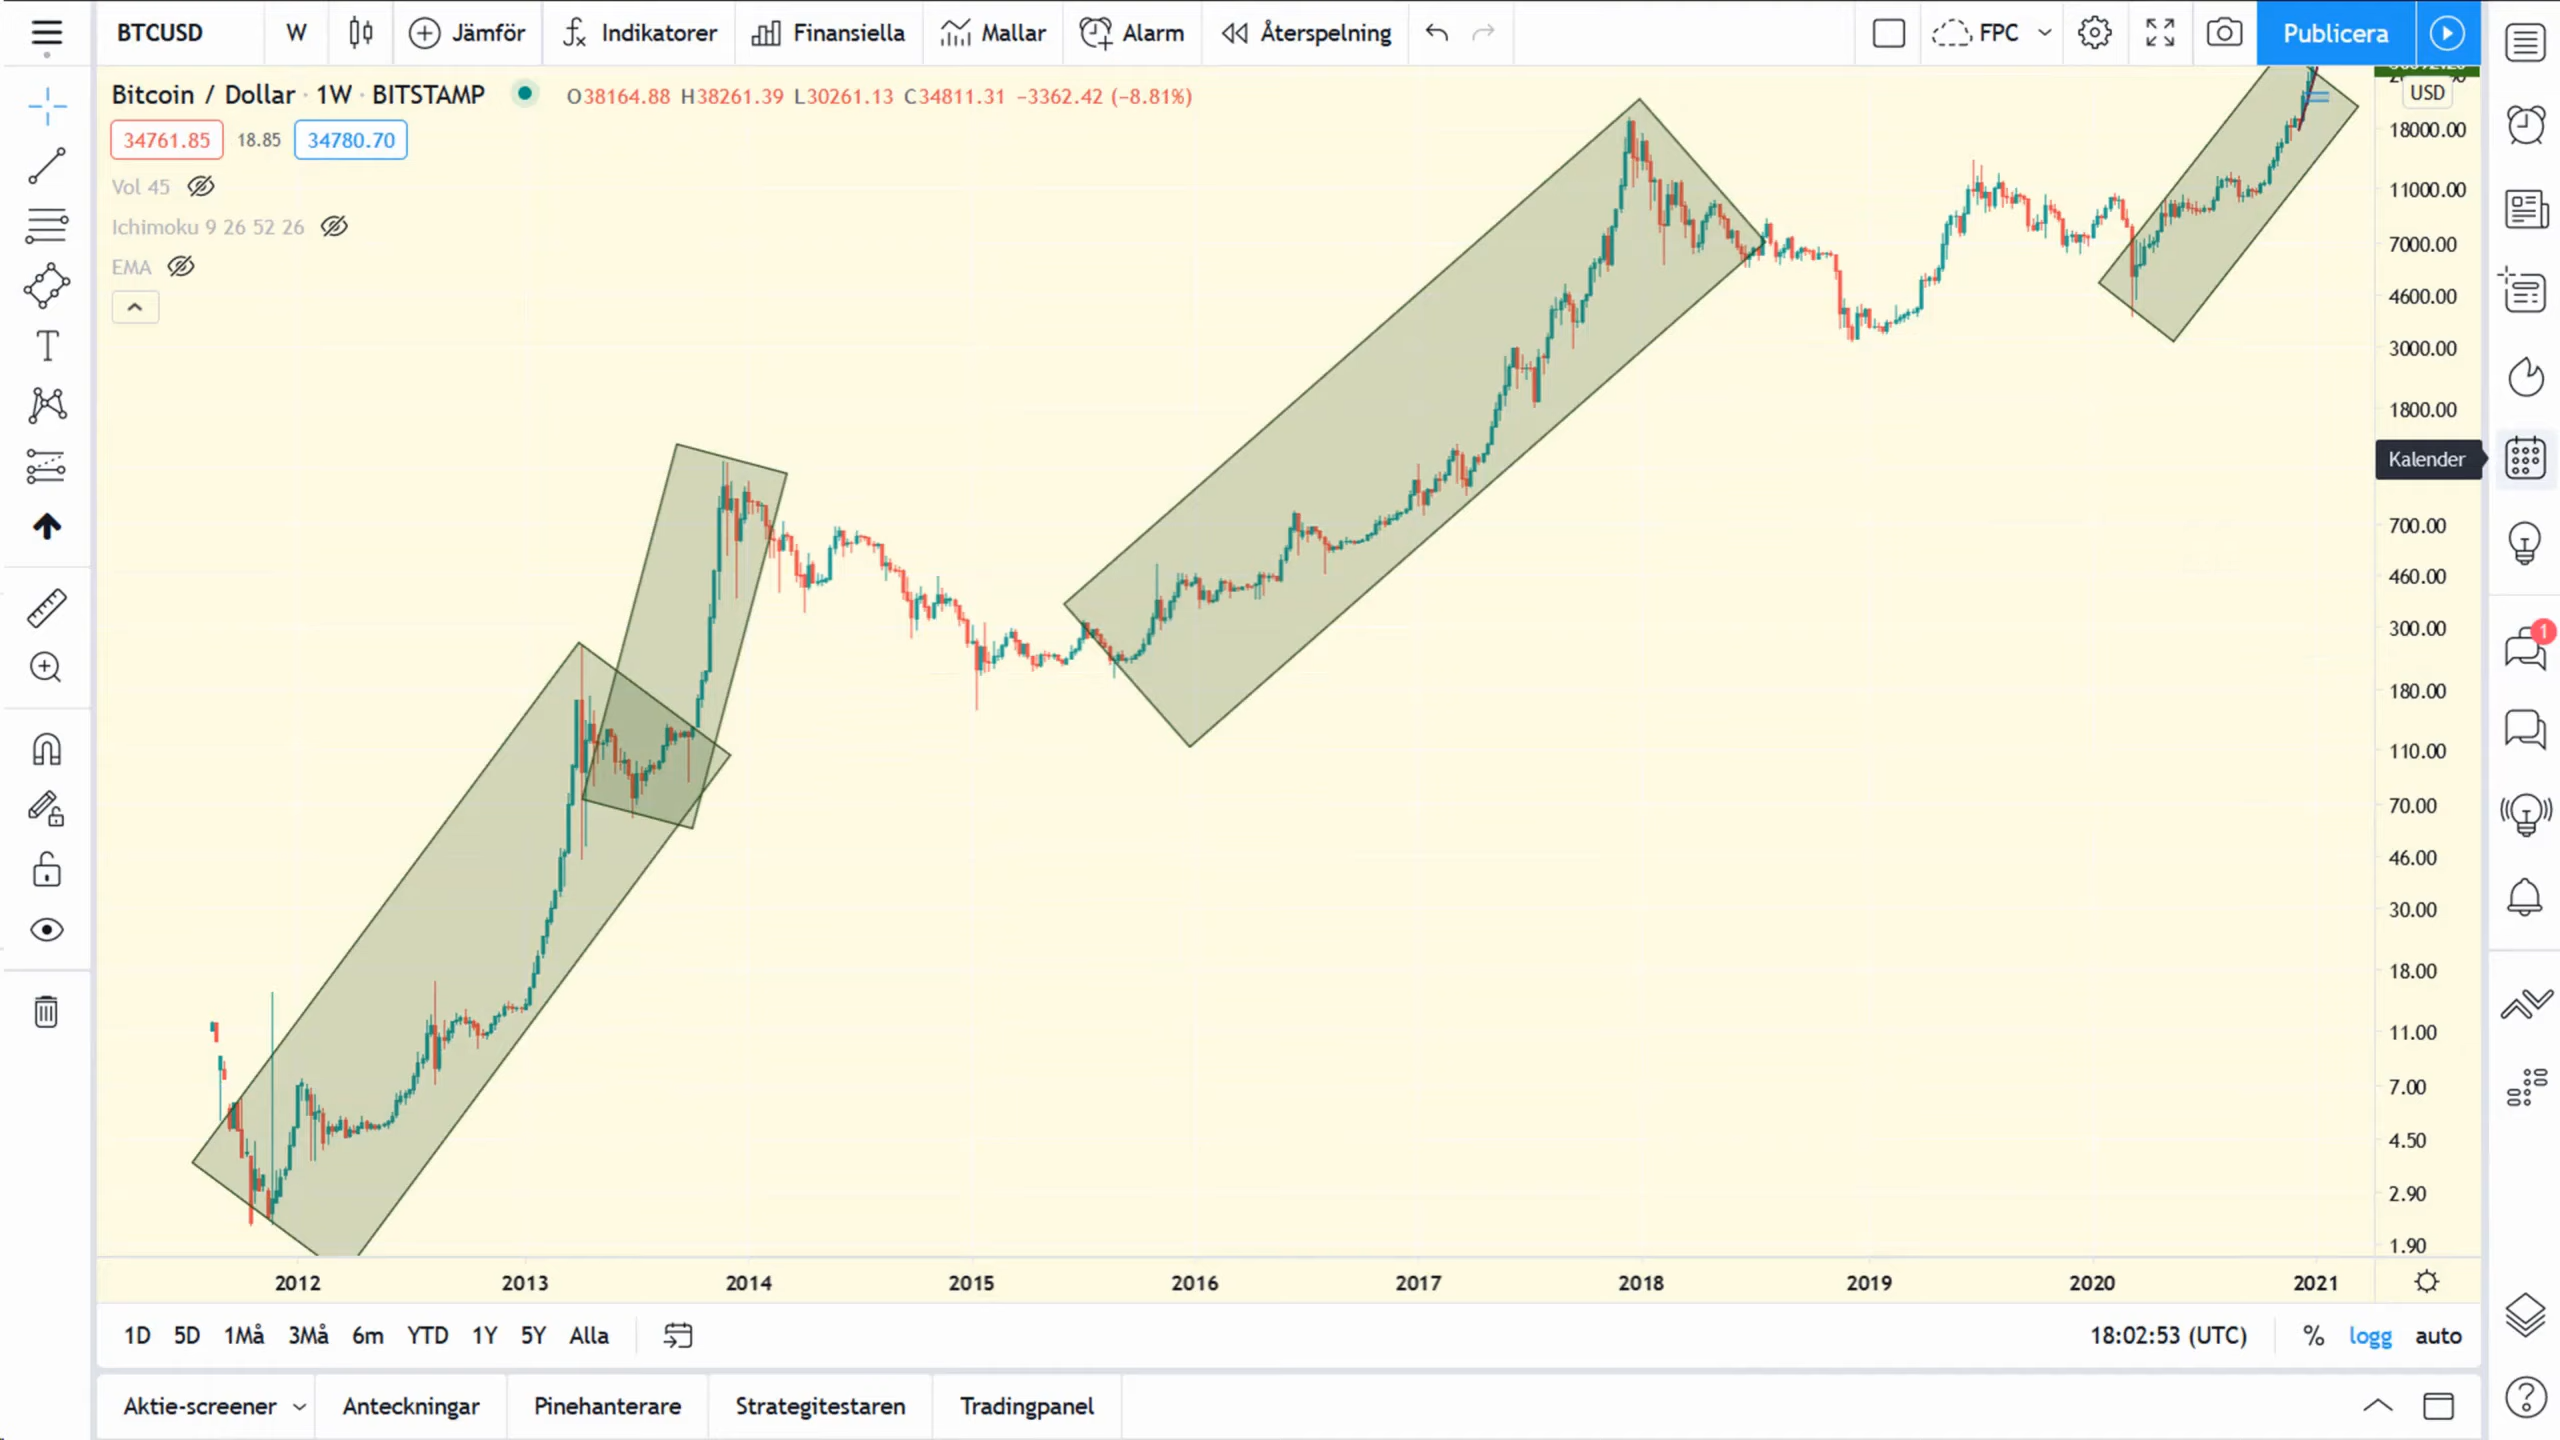 BTCUSD W Jämför Indikatorer Finansiella Mallar Alarm Återspelning FPC Publicera
Bitcoin / Dollar · 1W · BITSTAMP O38164.88 H38261.39 L30261.13 C34811.31 −3362.42 (−8.81%)
USD
34761.85 18.85 34780.70
18000.00
Vol 45
11000.00
Ichimoku 9 26 52 26
7000.00
EMA
4600.00
3000.00
1800.00
Kalender
700.00
460.00
300.00
1
180.00
110.00
70.00
46.00
30.00
18.00
11.00
7.00
4.50
2.90
1.90
2012 2013 2014 2015 2016 2017 2018 2019 2020 2021
1D 5D 1Må 3Må 6m YTD 1Y 5Y Alla 18:02:53 (UTC) % logg auto
Aktie-screener Anteckningar Pinehanterare Strategitestaren Tradingpanel